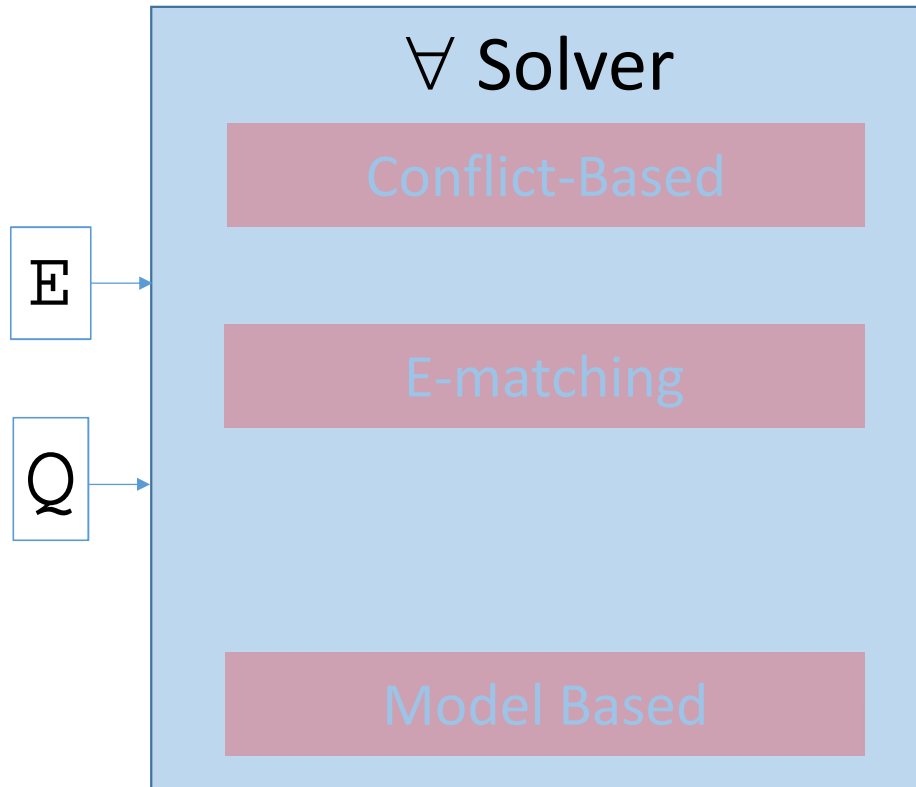 ∀ Solver
Conflict-Based
E
E-matching
Q
Model Based